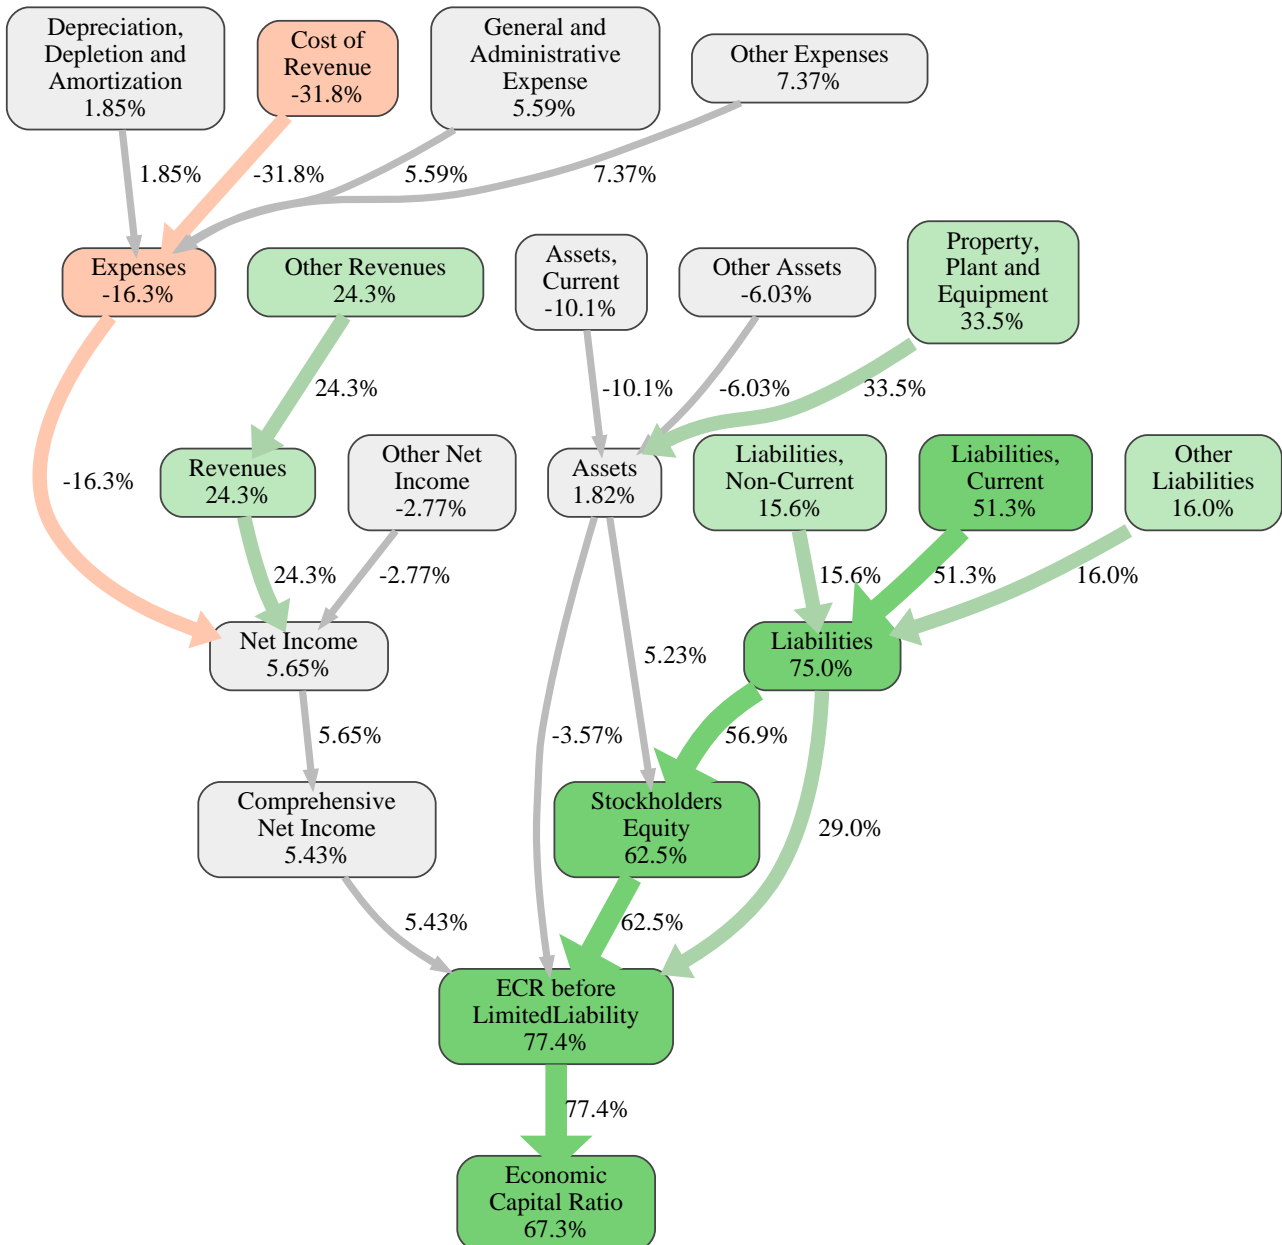 Depreciation,
Depletion and
Amortization
1.85%
Cost of
Revenue
-31.8%
General and
Administrative
Expense
5.59%
Other Expenses
7.37%
1.85%
-31.8%
5.59%
7.37%
Expenses
-16.3%
Other Revenues
24.3%
Assets,
Current
-10.1%
Other Assets
-6.03%
Property,
Plant and
Equipment
33.5%
24.3%
-10.1%
-6.03%
33.5%
-16.3%
Revenues
24.3%
Other Net
Income
-2.77%
Assets
1.82%
Liabilities,
Non-Current
15.6%
Liabilities,
Current
51.3%
Other
Liabilities
16.0%
24.3%
-2.77%
15.6%
51.3%
16.0%
Net Income
5.65%
5.23%
Liabilities
75.0%
5.65%
-3.57%
56.9%
Comprehensive
Net Income
5.43%
Stockholders
Equity
62.5%
29.0%
5.43%
62.5%
ECR before
LimitedLiability
77.4%
77.4%
Economic
Capital Ratio
67.3%